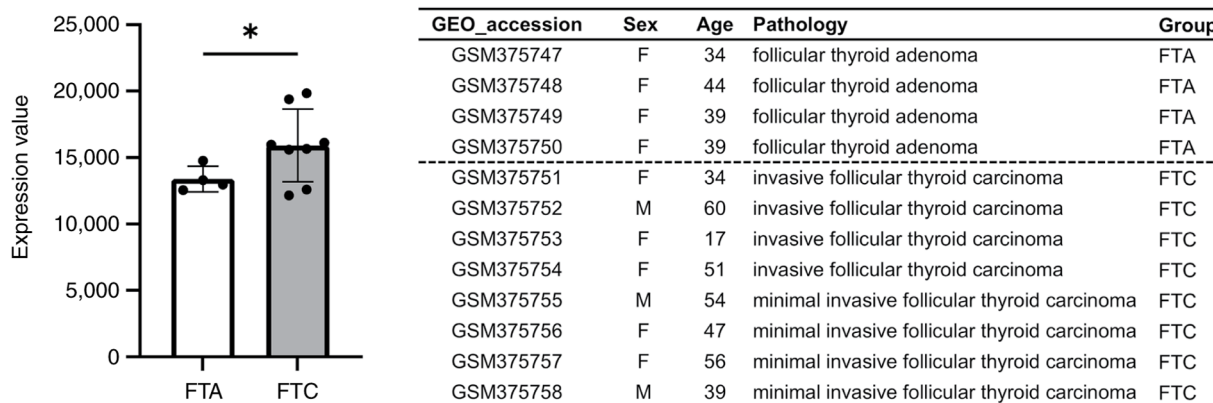 25,000
20,000
15,000
10,000
5,000
0
Expression value
*
FTA FTC
GEO_accession Sex Age Pathology Group
GSM375747 F 34 follicular thyroid adenoma FTA
GSM375748 F 44 follicular thyroid adenoma FTA
GSM375749 F 39 follicular thyroid adenoma FTA
GSM375750 F 39 follicular thyroid adenoma FTA
GSM375751 F 34 invasive follicular thyroid carcinoma FTC
GSM375752 M 60 invasive follicular thyroid carcinoma FTC
GSM375753 F 17 invasive follicular thyroid carcinoma FTC
GSM375754 F 51 invasive follicular thyroid carcinoma FTC
GSM375755 M 54 minimal invasive follicular thyroid carcinoma FTC
GSM375756 F 47 minimal invasive follicular thyroid carcinoma FTC
GSM375757 F 56 minimal invasive follicular thyroid carcinoma FTC
GSM375758 M 39 minimal invasive follicular thyroid carcinoma FTC